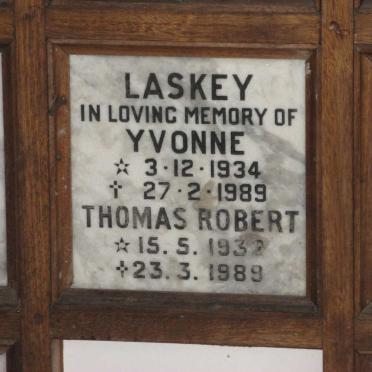 LASKEY
IN LOVING MEMORY OF
YVONNE
☆ 3·12·1934
✝ 27·2·1989
THOMAS ROBERT
☆ 15. 5. 1932
✝ 23. 3. 1989